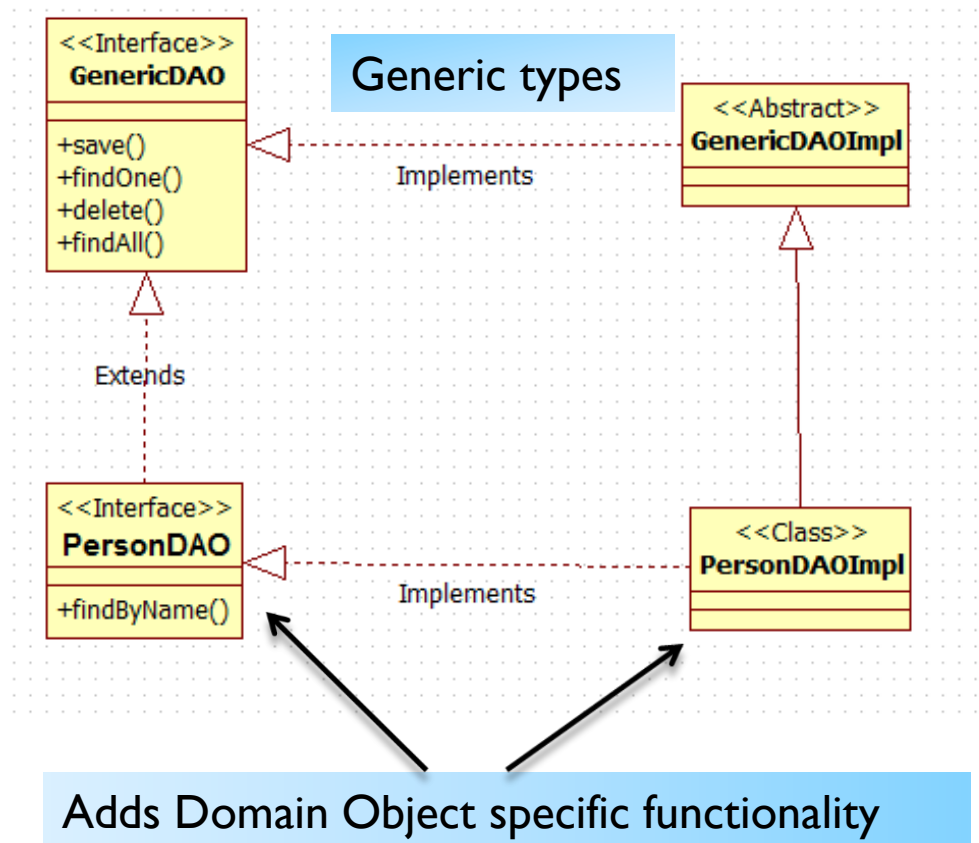 <<Interface>>
GenericDAO
+save()
+findOne()
+delete()
+findAll()
Generic types
<<Abstract>>
GenericDAOImpl
Implements
Extends
<<Interface>>
PersonDAO
+findByName()
<<Class>>
PersonDAOImpl
Implements
Adds Domain Object specific functionality